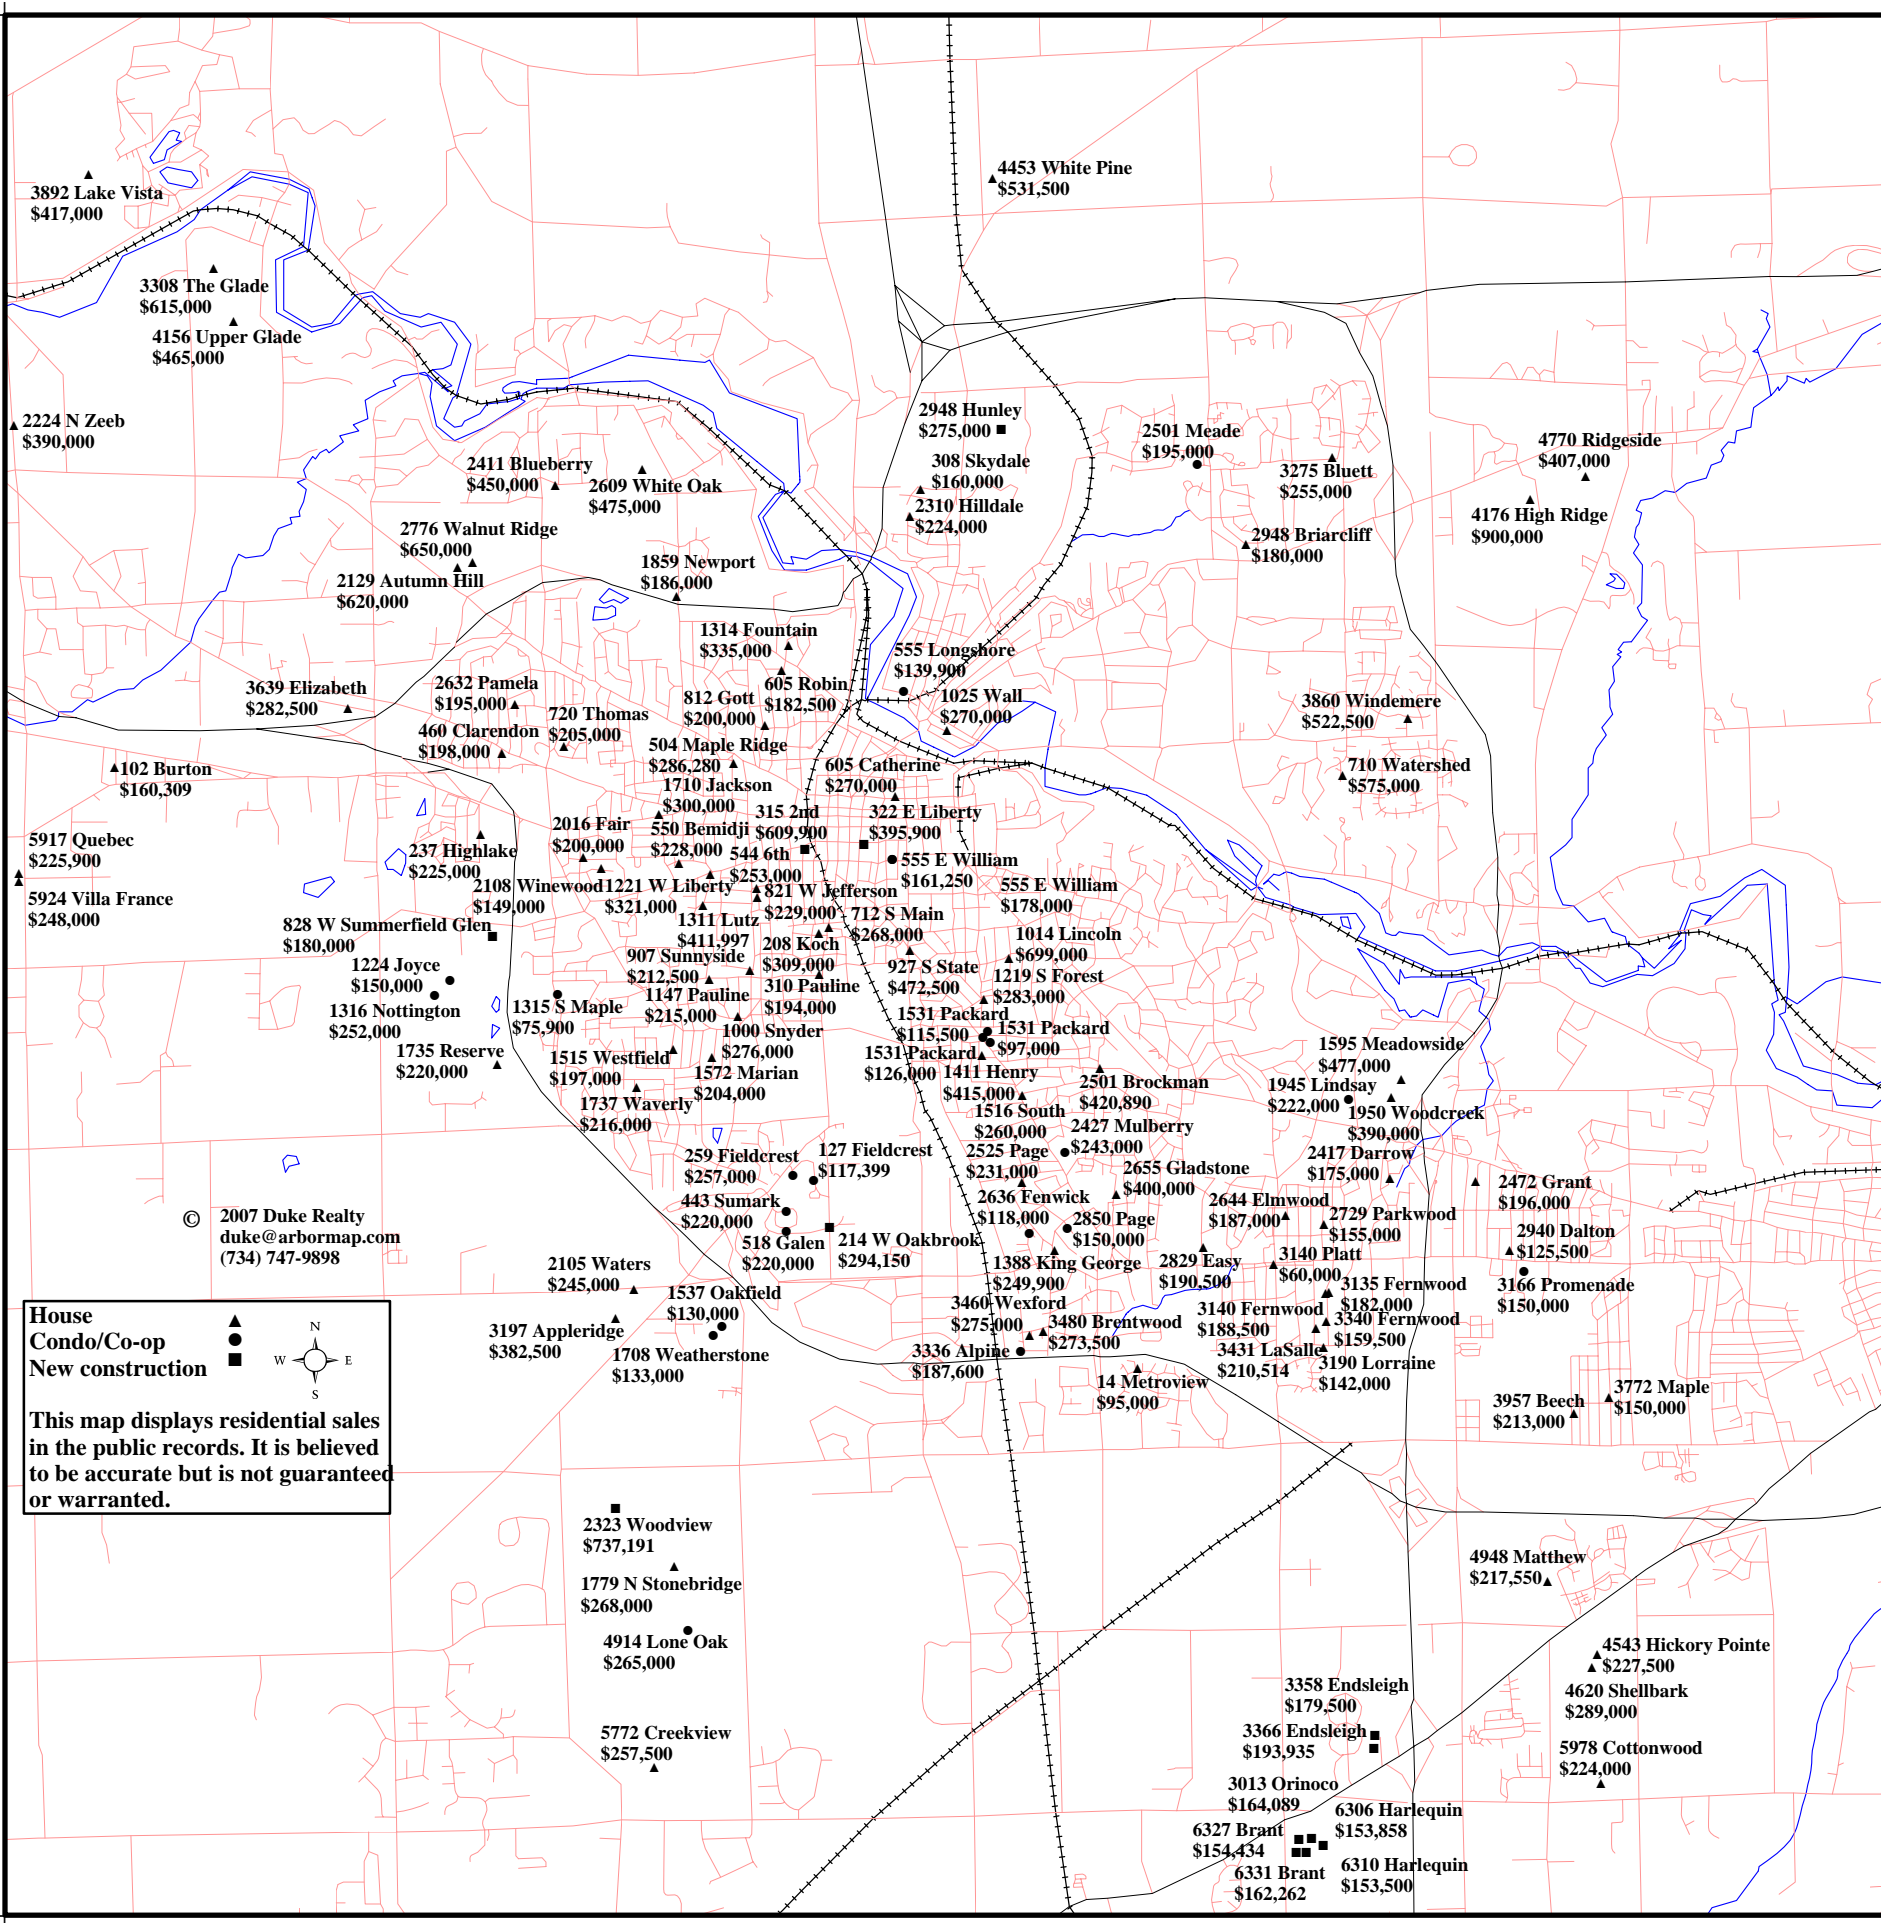 4453 White Pine
$531,500
3892 Lake Vista
$417,000
3308 The Glade
$615,000
4156 Upper Glade
$465,000
2224 N Zeeb
$390,000
2948 Hunley
$275,000
2501 Meade
$195,000
4770 Ridgeside
$407,000
2411 Blueberry
$450,000
2609 White Oak
$475,000
308 Skydale
$160,000
3275 Bluett
$255,000
2310 Hilldale
$224,000
4176 High Ridge
$900,000
2776 Walnut Ridge
$650,000
2948 Briarcliff
$180,000
2129 Autumn Hill
$620,000
1859 Newport
$186,000
1314 Fountain
$335,000
555 Longshore
$139,900
3639 Elizabeth
$282,500
2632 Pamela
$195,000
812 Gott
$200,000
605 Robin
$182,500
1025 Wall
$270,000
3860 Windemere
$522,500
460 Clarendon
$198,000
720 Thomas
$205,000
504 Maple Ridge
$286,280
605 Catherine
$270,000
710 Watershed
$575,000
102 Burton
$160,309
1710 Jackson
$300,000
315 2nd
$609,900
322 E Liberty
$395,900
5917 Quebec
$225,900
237 Highlake
$225,000
2016 Fair
$200,000
550 Bemidji
$228,000
544 6th
$253,000
555 E William
$161,250
5924 Villa France
$248,000
2108 Winewood
$149,000
1221 W Liberty
$321,000
821 W Jefferson
$229,000
555 E William
$178,000
828 W Summerfield Glen
$180,000
1311 Lutz
$411,997
712 S Main
$268,000
1224 Joyce
$150,000
907 Sunnyside
$212,500
208 Koch
$309,000
927 S State
$472,500
1014 Lincoln
$699,000
1219 S Forest
$283,000
1316 Nottington
$252,000
1315 S Maple
$75,900
1147 Pauline
$215,000
310 Pauline
$194,000
1531 Packard
$115,500
1531 Packard
$97,000
1735 Reserve
$220,000
1515 Westfield
$197,000
1000 Snyder
$276,000
1572 Marian
$204,000
1531 Packard
$126,000
1411 Henry
$415,000
2501 Brockman
$420,890
1595 Meadowside
$477,000
1945 Lindsay
$222,000
1950 Woodcreek
$390,000
1737 Waverly
$216,000
1516 South
$260,000
2427 Mulberry
$243,000
259 Fieldcrest
$257,000
127 Fieldcrest
$117,399
2525 Page
$231,000
2655 Gladstone
$400,000
2417 Darrow
$175,000
2472 Grant
$196,000
443 Sumark
$220,000
2636 Fenwick
$118,000
2850 Page
$150,000
2644 Elmwood
$187,000
2729 Parkwood
$155,000
2940 Dalton
$125,500
© 2007 Duke Realty
duke@arbormap.com
(734) 747-9898
518 Galen
$220,000
214 W Oakbrook
$294,150
1388 King George
$249,900
2829 Easy
$190,500
3140 Platt
$60,000
2105 Waters
$245,000
1537 Oakfield
$130,000
3135 Fernwood
$182,000
3166 Promenade
$150,000
3460 Wexford
$275,000
3480 Brentwood
$273,500
3140 Fernwood
$188,500
3340 Fernwood
$159,500
3197 Appleridge
$382,500
1708 Weatherstone
$133,000
3336 Alpine
$187,600
3431 LaSalle
$210,514
3190 Lorraine
$142,000
14 Metroview
$95,000
3957 Beech
$213,000
3772 Maple
$150,000
House
Condo/Co-op
New construction
N
W
E
S
This map displays residential sales
in the public records. It is believed
to be accurate but is not guaranteed
or warranted.
2323 Woodview
$737,191
4948 Matthew
$217,550
1779 N Stonebridge
$268,000
4914 Lone Oak
$265,000
4543 Hickory Pointe
$227,500
3358 Endsleigh
$179,500
4620 Shellbark
$289,000
5772 Creekview
$257,500
3366 Endsleigh
$193,935
5978 Cottonwood
$224,000
3013 Orinoco
$164,089
6306 Harlequin
$153,858
6327 Brant
$154,434
6331 Brant
$162,262
6310 Harlequin
$153,500